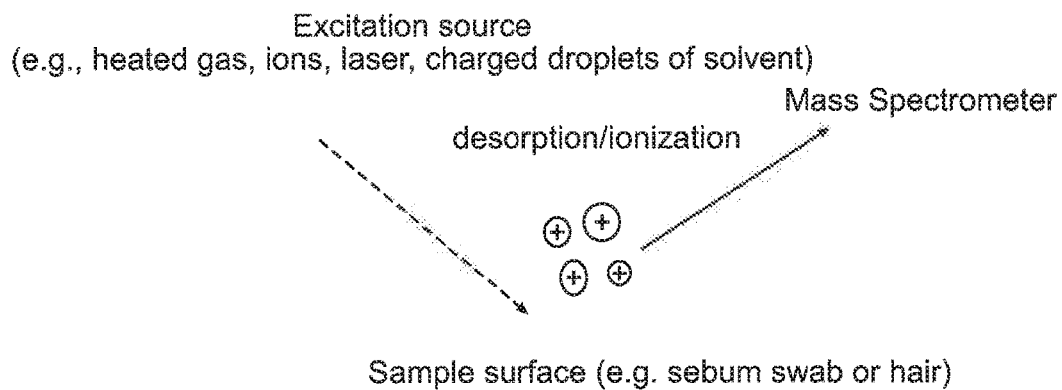 Excitation source
(e.g., heated gas, ions, laser, charged droplets of solvent)
Mass Spectrometer
desorption/ionization
+ +
+ +
Sample surface (e.g. sebum swab or hair)